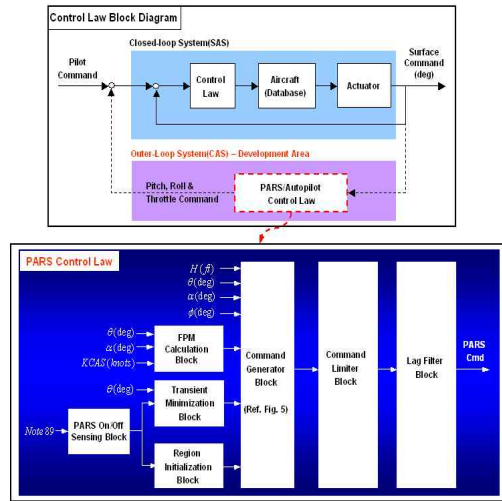 Control Law Block Diagram
Closed-loop System(SAS)
Pilot
Command
Control
Law
Aircraft
(Database)
Actuator
Surface
Command
(deg)
Outer-Loop System(CAS) – Development Area
Pitch, Roll &
Throttle Command
PARS/Autopilot
Control Law
PARS Control Law
H(ft)
θ(deg)
α(deg)
ϕ(deg)
θ(deg)
α(deg)
KCAS(knots)
FPM
Calculation
Block
θ(deg)
Transient
Minimization
Block
Note 89
PARS On/Off
Sensing Block
Region
Initialization
Block
Command
Generator
Block
(Ref. Fig. 5)
Command
Limiter Block
Lag Filter
Block
PARS
Cmd